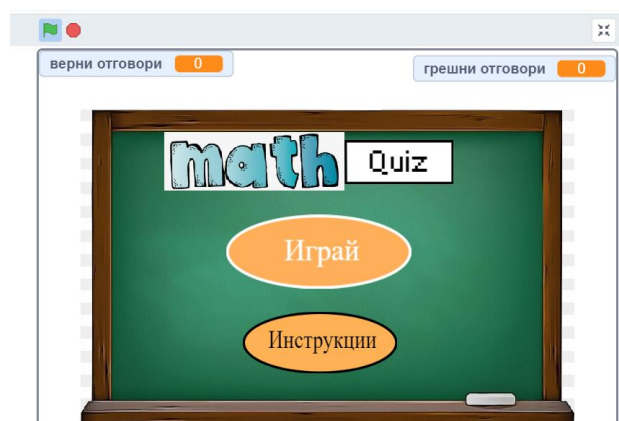 верни отговори 0
грешни отговори 0
math Quiz
Играй
Инструкции